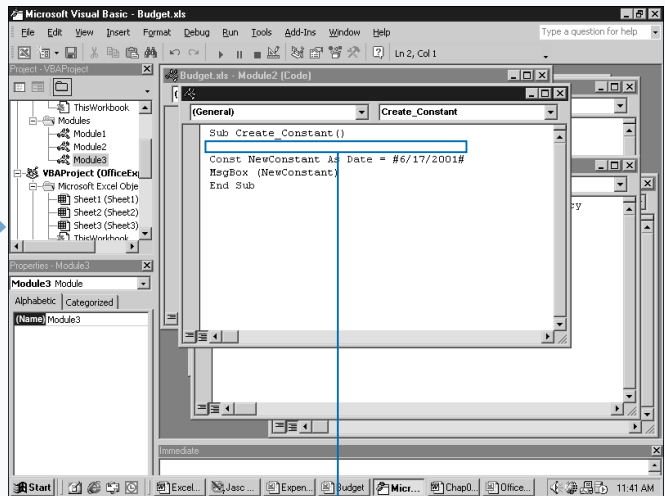 Microsoft Visual Basic - Budget.xls
File Edit View Insert Format Debug Run Tools Add-Ins Window Help
Type a question for help
Ln 2, Col 1
Project - VBAProject
ThisWorkbook
Modules
Module1
Module2
Module3
VBAProject (OfficeEx
Microsoft Excel Obje
Sheet1 (Sheet1)
Sheet2 (Sheet2)
Sheet3 (Sheet3)
ThisWorkbook
Properties - Module3
Module3 Module
Alphabetic Categorized
(Name) Module3
Budget.xls - Module2 (Code)
(General) Create_Constant
Sub Create_Constant()
Const NewConstant As Date = #6/17/2001#
MsgBox (NewConstant)
End Sub
Immediate
Start Excel... Jasc ... Expen... Budget Micr... Chap0... Office... 11:41 AM